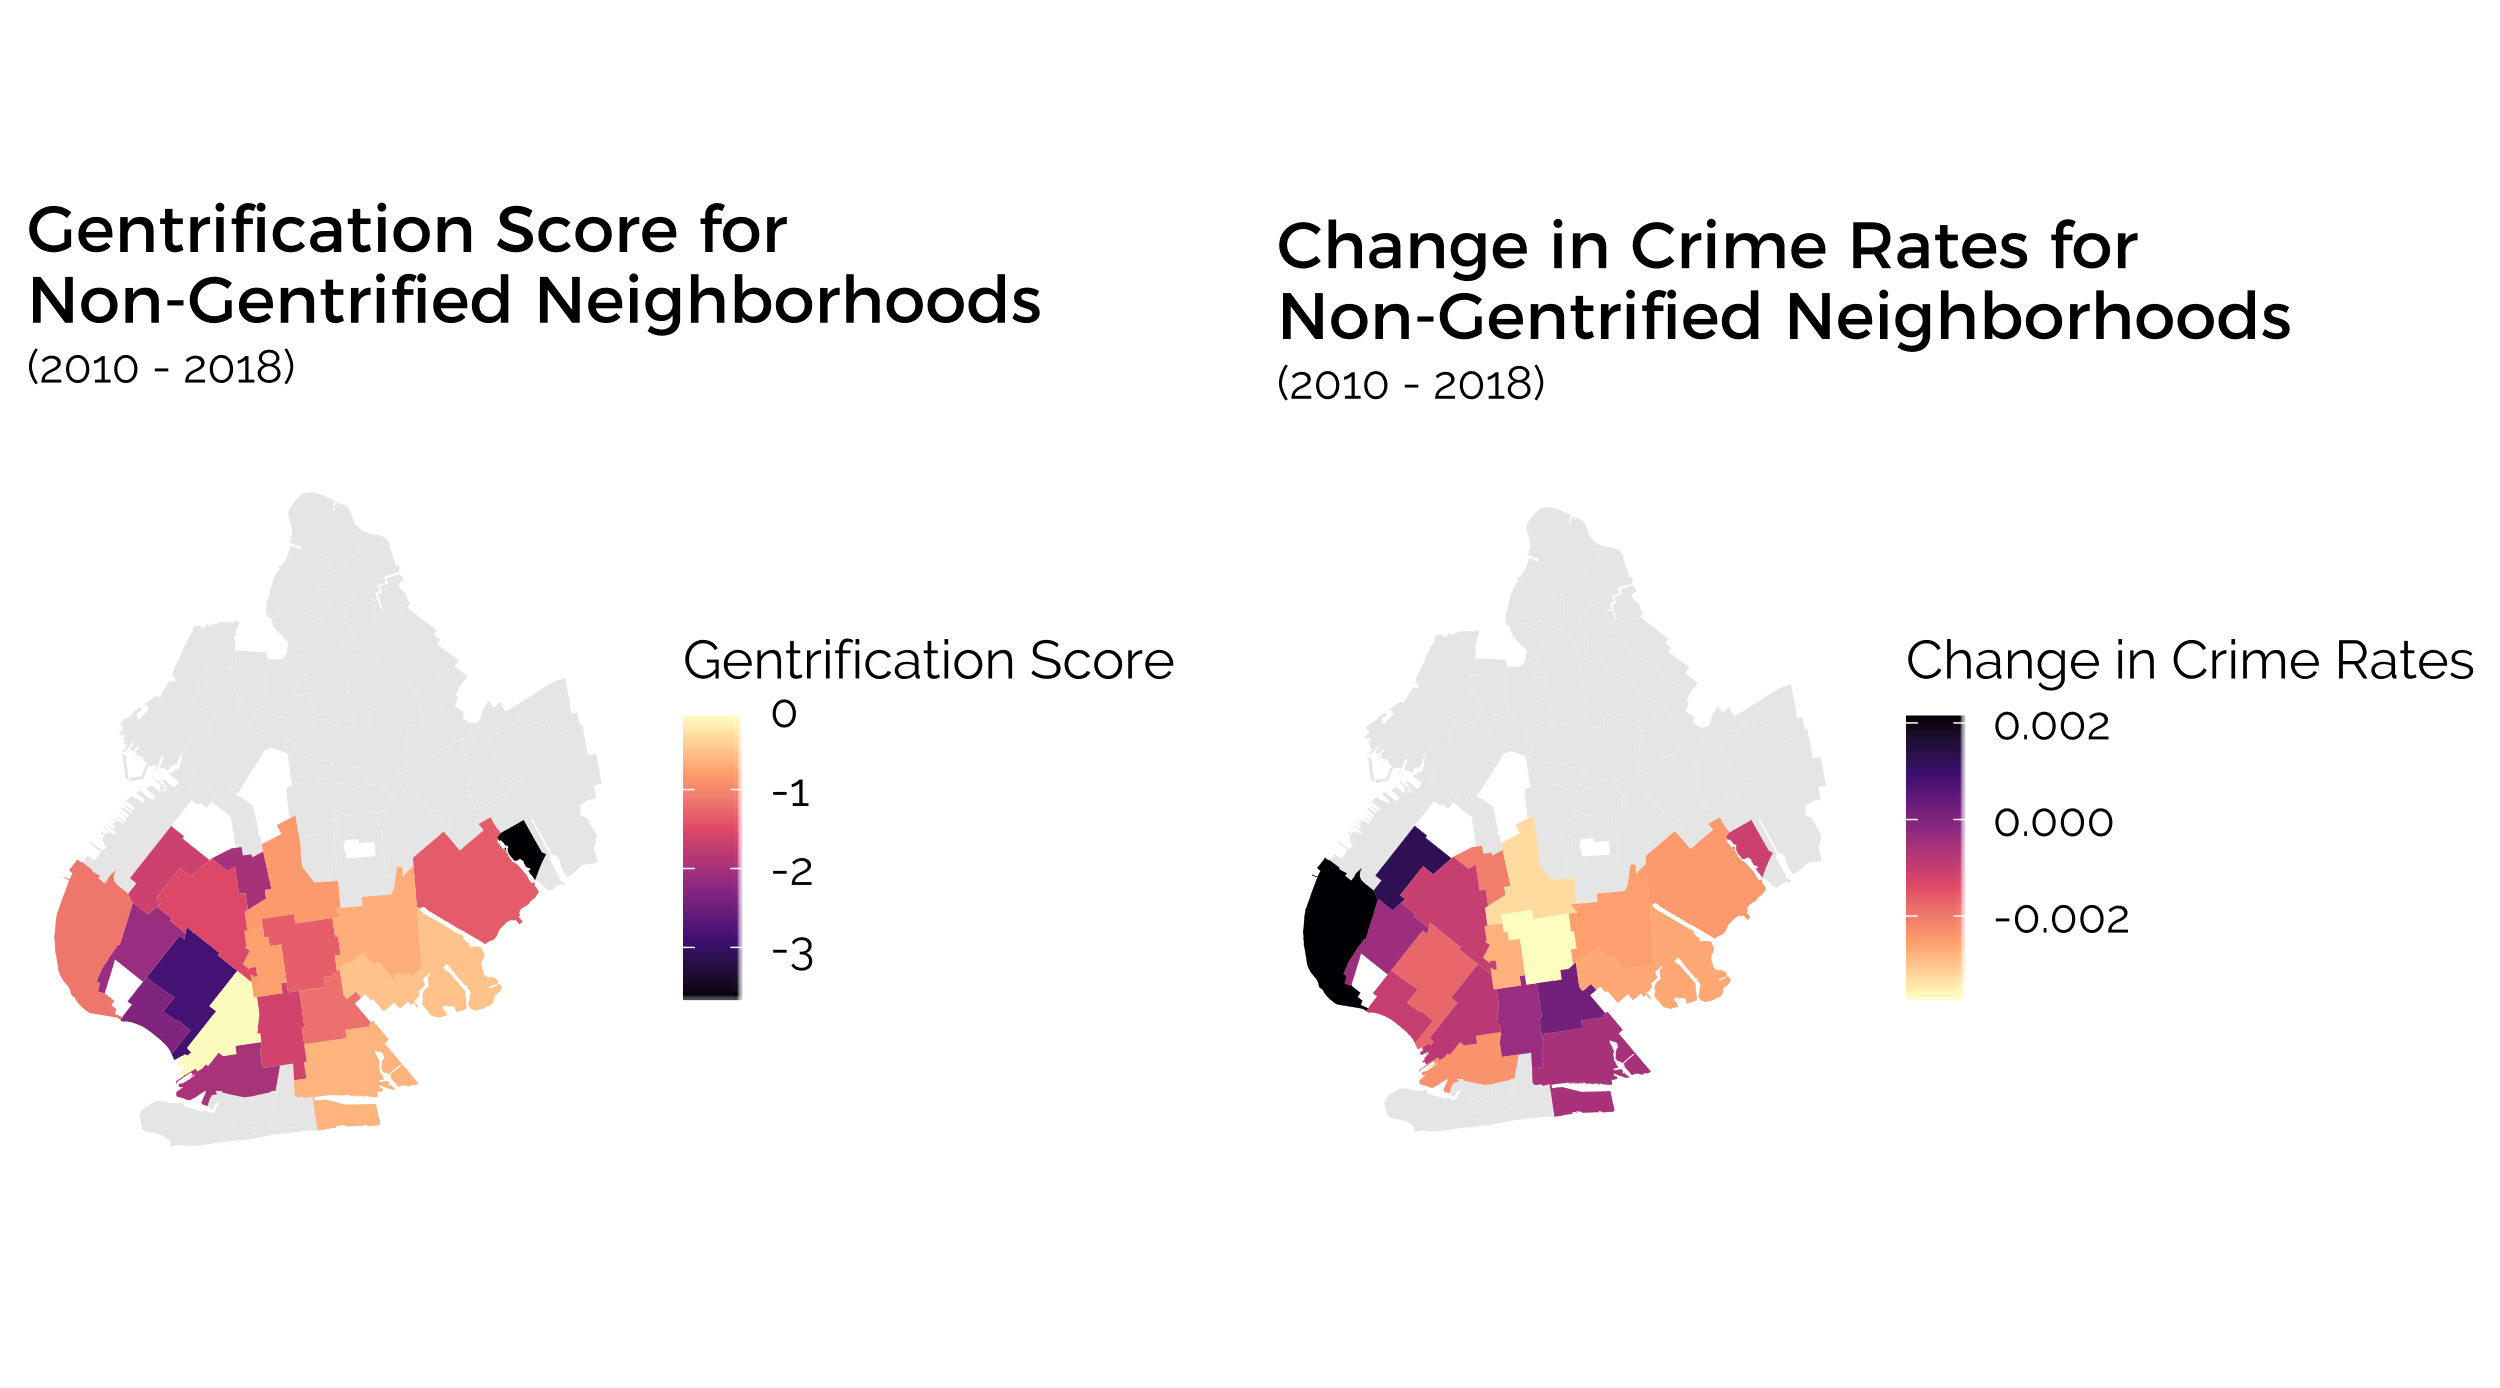 Gentrification Score for
Non-Gentrified Neighborhoods
(2010 - 2018)
Gentrification Score
0
-1
-2
-3
Change in Crime Rates for
Non-Gentrified Neighborhoods
(2010 - 2018)
Change in Crime Rates
0.002
0.000
-0.002